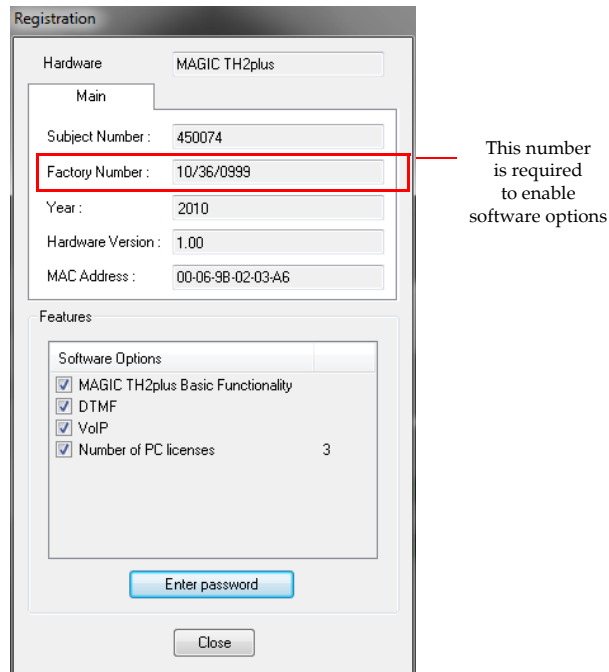 Registration
Hardware MAGIC TH2plus
Main
Subject Number : 450074
Factory Number : 10/36/0999
Year : 2010
Hardware Version : 1.00
MAC Address : 00-06-9B-02-03-A6
This number
is required
to enable
software options
Features
Software Options
MAGIC TH2plus Basic Functionality
DTMF
VoIP
Number of PC licenses 3
Enter password
Close